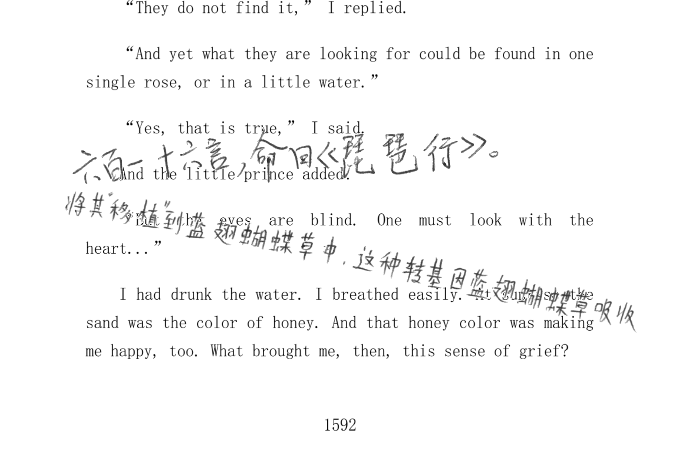 “They do not find it,” I replied.
“And yet what they are looking for could be found in one
single rose, or in a little water.”
“Yes, that is true,” I said.
六百一十六言，命曰《琵琶行》。
And the little prince added:
将其“移植”到蓝翅蝴蝶草中，这种转基因蓝翅蝴蝶草吸收
eyes are blind. One must look with the
heart...”
I had drunk the water. I breathed easily. the
sand was the color of honey. And that honey color was making
me happy, too. What brought me, then, this sense of grief?
1592